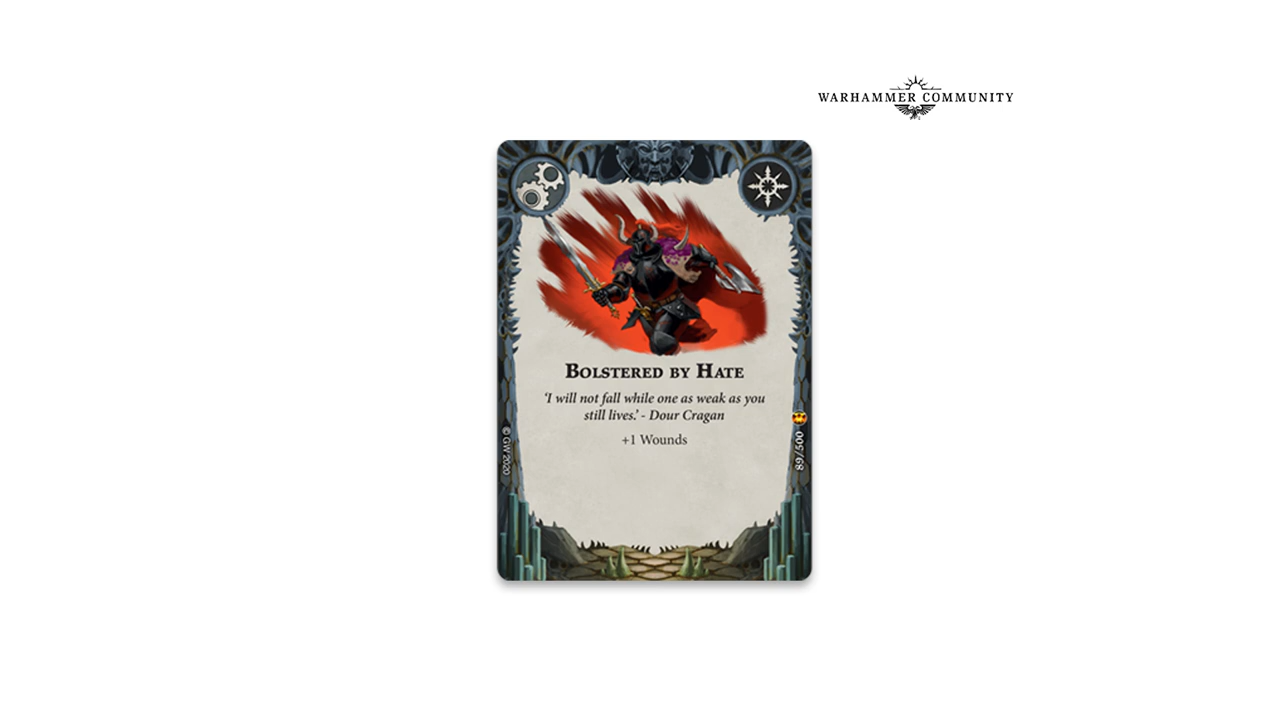 WARHAMMER COMMUNITY
BOLSTERED BY HATE
‘I will not fall while one as weak as you
still lives.’ - Dour Cragan
+1 Wounds
© GW 2020
89/500